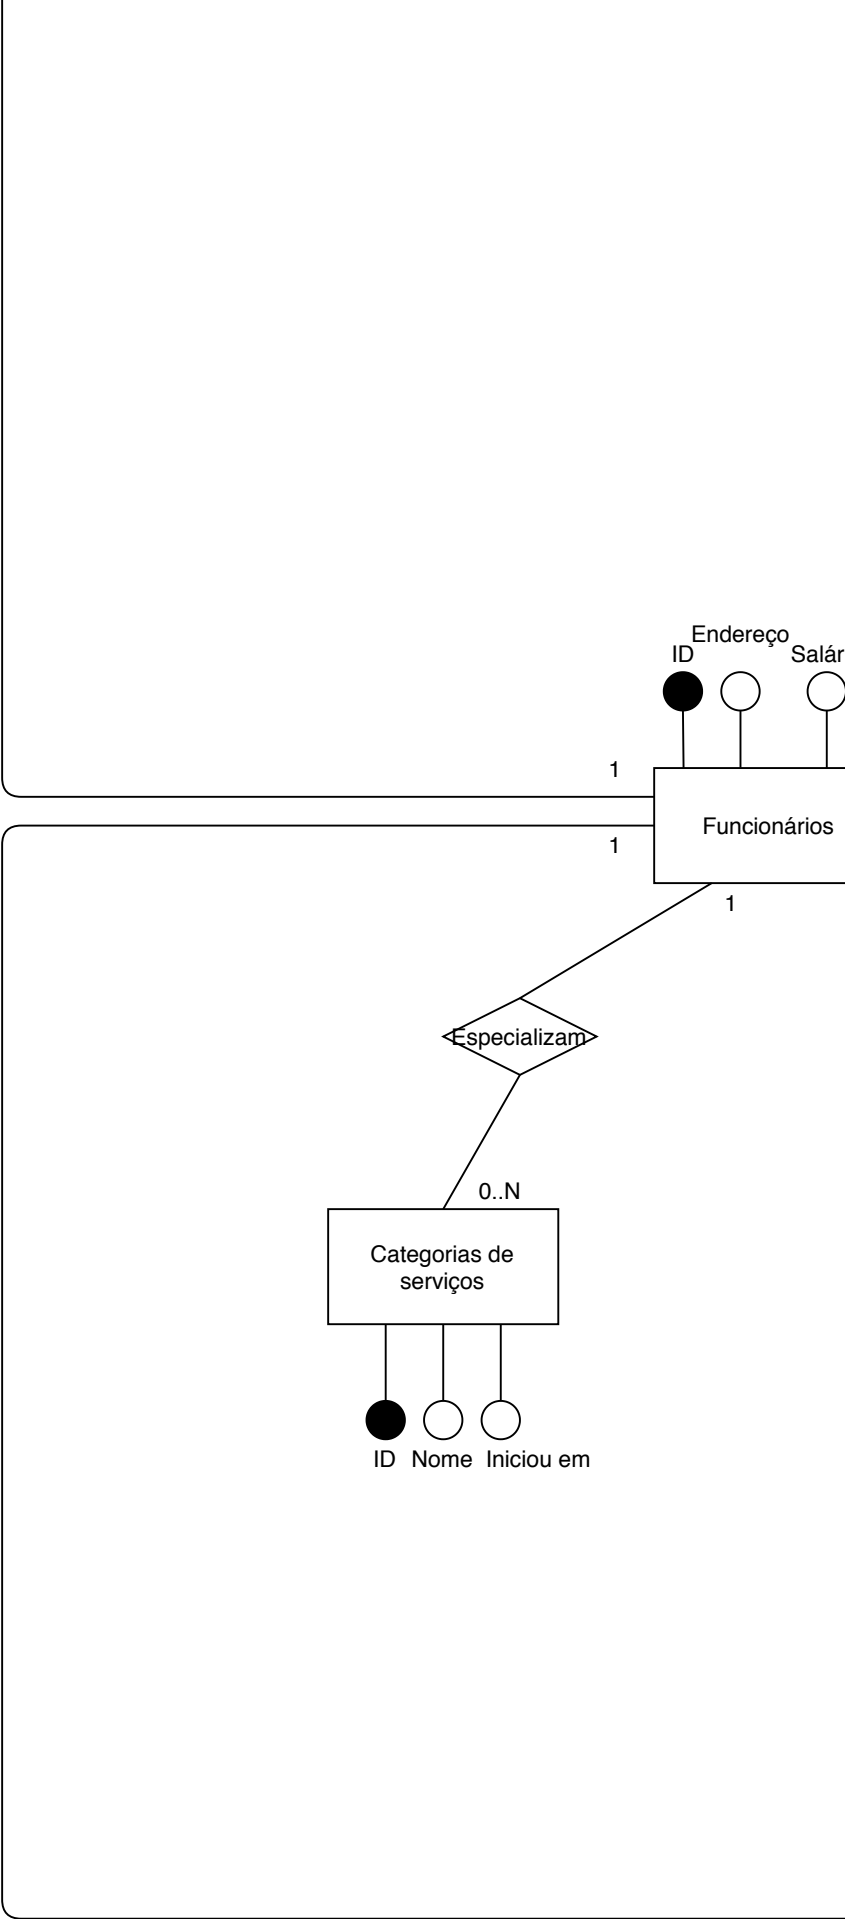 Endereço
ID
Salár
1
Funcionários
1
1
Especializam
0..N
Categorias de
serviços
ID
Nome
Iniciou em